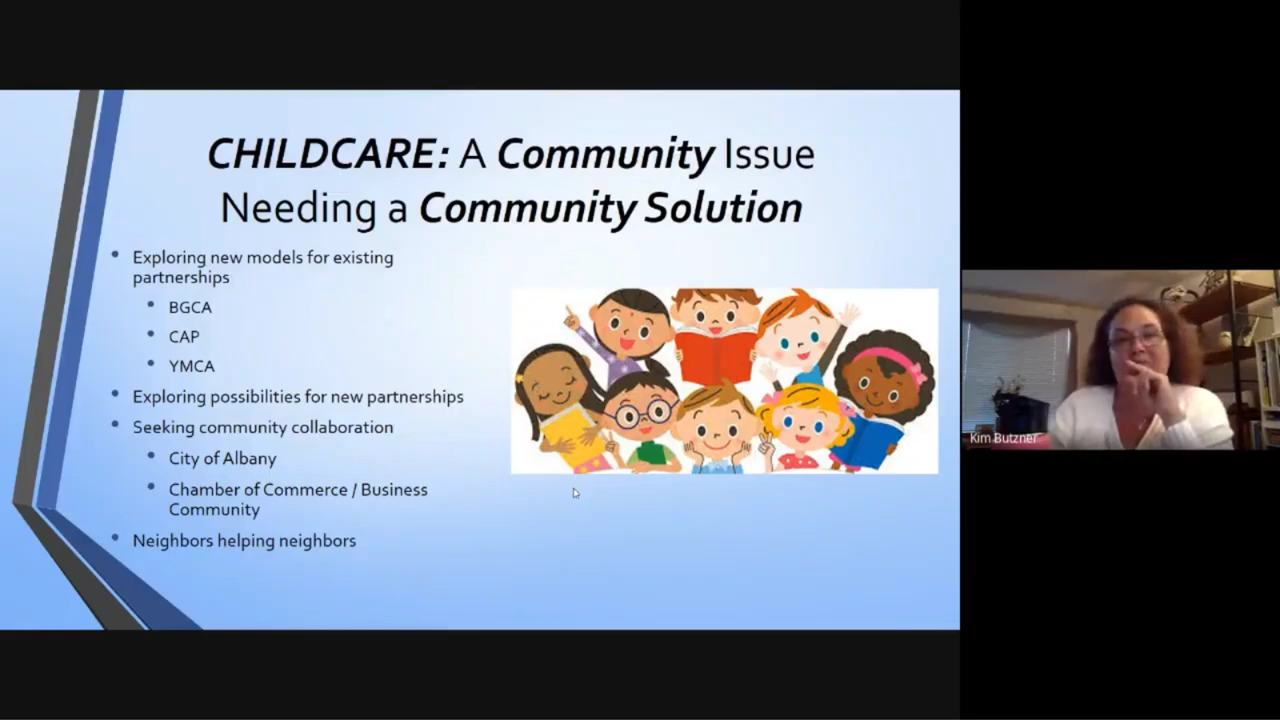 CHILDCARE: A Community Issue
Needing a Community Solution
• Exploring new models for existing
partnerships
• BGCA
• CAP
• YMCA
• Exploring possibilities for new partnerships
• Seeking community collaboration
• City of Albany
• Chamber of Commerce / Business
Community
• Neighbors helping neighbors
Kim Butzner